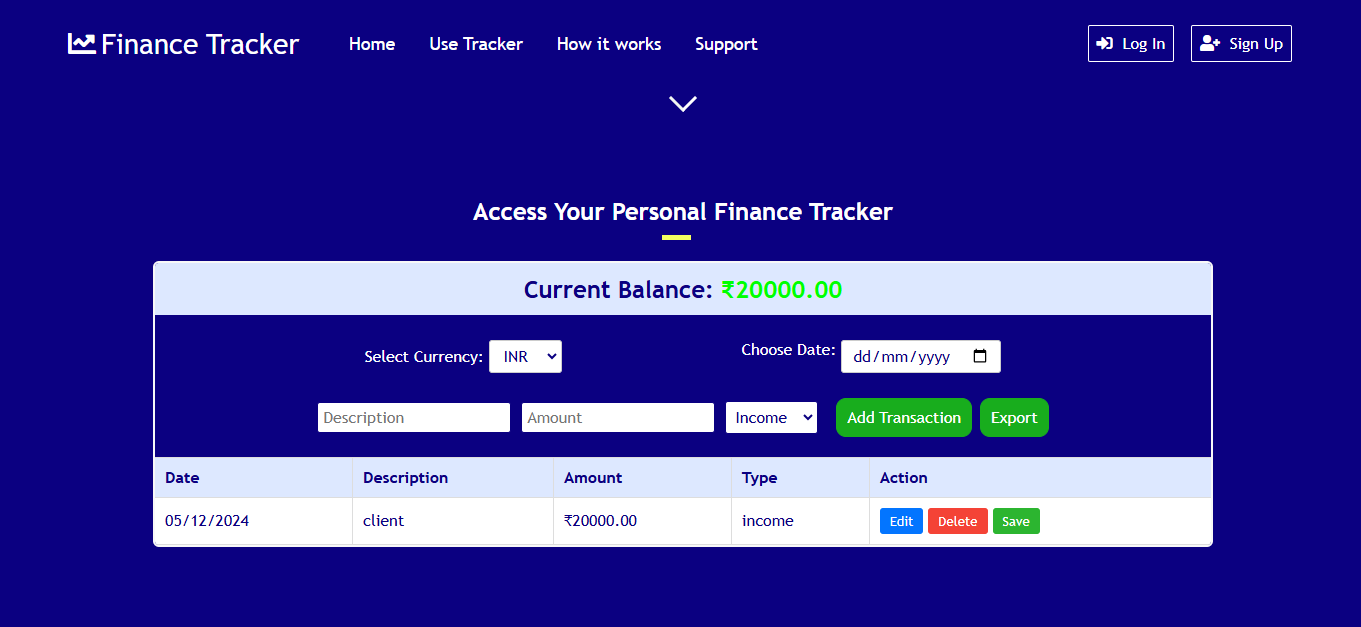 Finance Tracker Home Use Tracker How it works Support Log In Sign Up
Access Your Personal Finance Tracker
Current Balance: ₹20000.00
Select Currency: INR Choose Date: dd/mm/yyyy
Description Amount Income Add Transaction Export
Date Description Amount Type Action
05/12/2024 client ₹20000.00 income Edit Delete Save